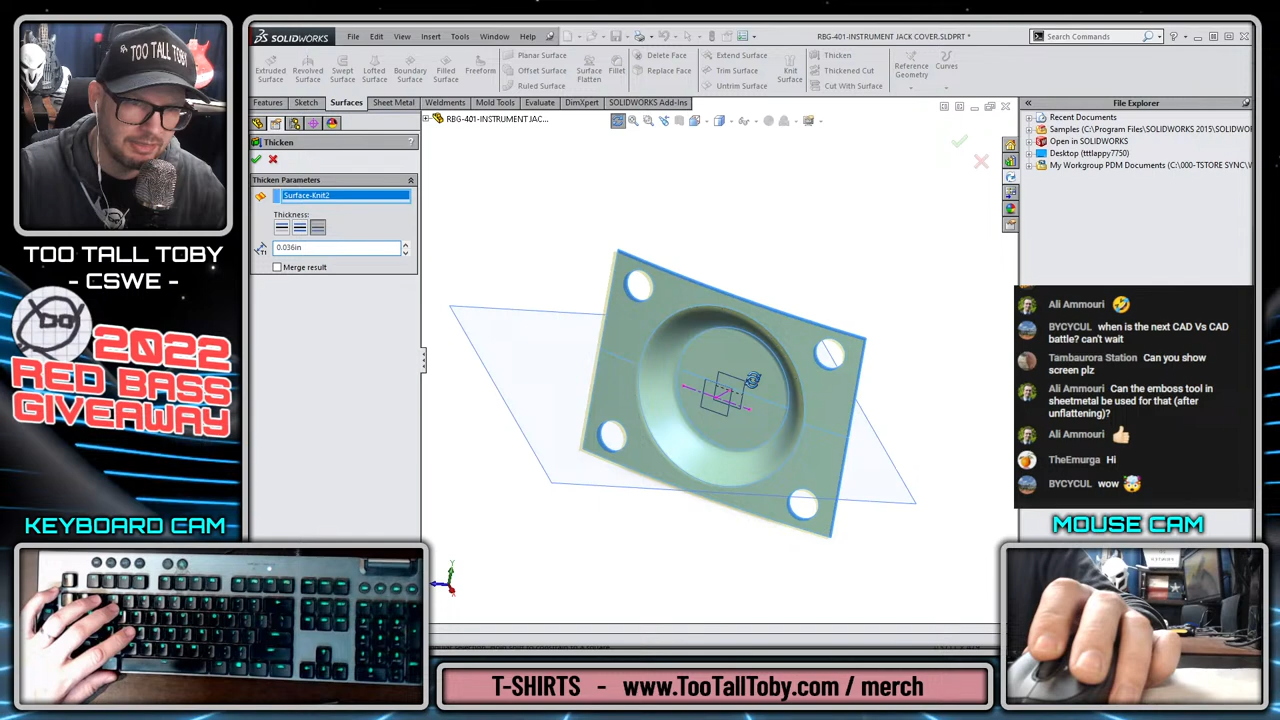 TOO TALL TOBY
TOO TALL TOBY
- CSWE -
2022
RED BASS
GIVEAWAY
KEYBOARD CAM
SOLIDWORKS
File Edit View Insert Tools Window Help
RBG-401-INSTRUMENT JACK COVER.SLDPRT *
Search Commands
Extruded Surface
Revolved Surface
Swept Surface
Lofted Surface
Boundary Surface
Filled Surface
Freeform
Planar Surface
Offset Surface
Ruled Surface
Surface Flatten
Fillet
Delete Face
Replace Face
Extend Surface
Trim Surface
Untrim Surface
Knit Surface
Thicken
Thickened Cut
Cut With Surface
Reference Geometry
Curves
Features Sketch Surfaces Sheet Metal Weldments Mold Tools Evaluate DimXpert SOLIDWORKS Add-Ins
RBG-401-INSTRUMENT JAC...
Thicken
?
Thicken Parameters
Surface-Knit2
Thickness:
0.036in
Merge result
File Explorer
Recent Documents
Samples (C:\Program Files\SOLIDWORKS 2015\SOLIDWO
Open in SOLIDWORKS
Desktop (tttlappy7750)
My Workgroup PDM Documents (C:\000-TSTORE SYNC\W
Ali Ammouri 🤣
BYCYCUL when is the next CAD Vs CAD
battle? can't wait
Tambaurora Station Can you show
screen plz
Ali Ammouri Can the emboss tool in
sheetmetal be used for that (after
unflattening)?
Ali Ammouri 👍
TheEmurga Hi
BYCYCUL wow 🤯
MOUSE CAM
T-SHIRTS - www.TooTallToby.com / merch